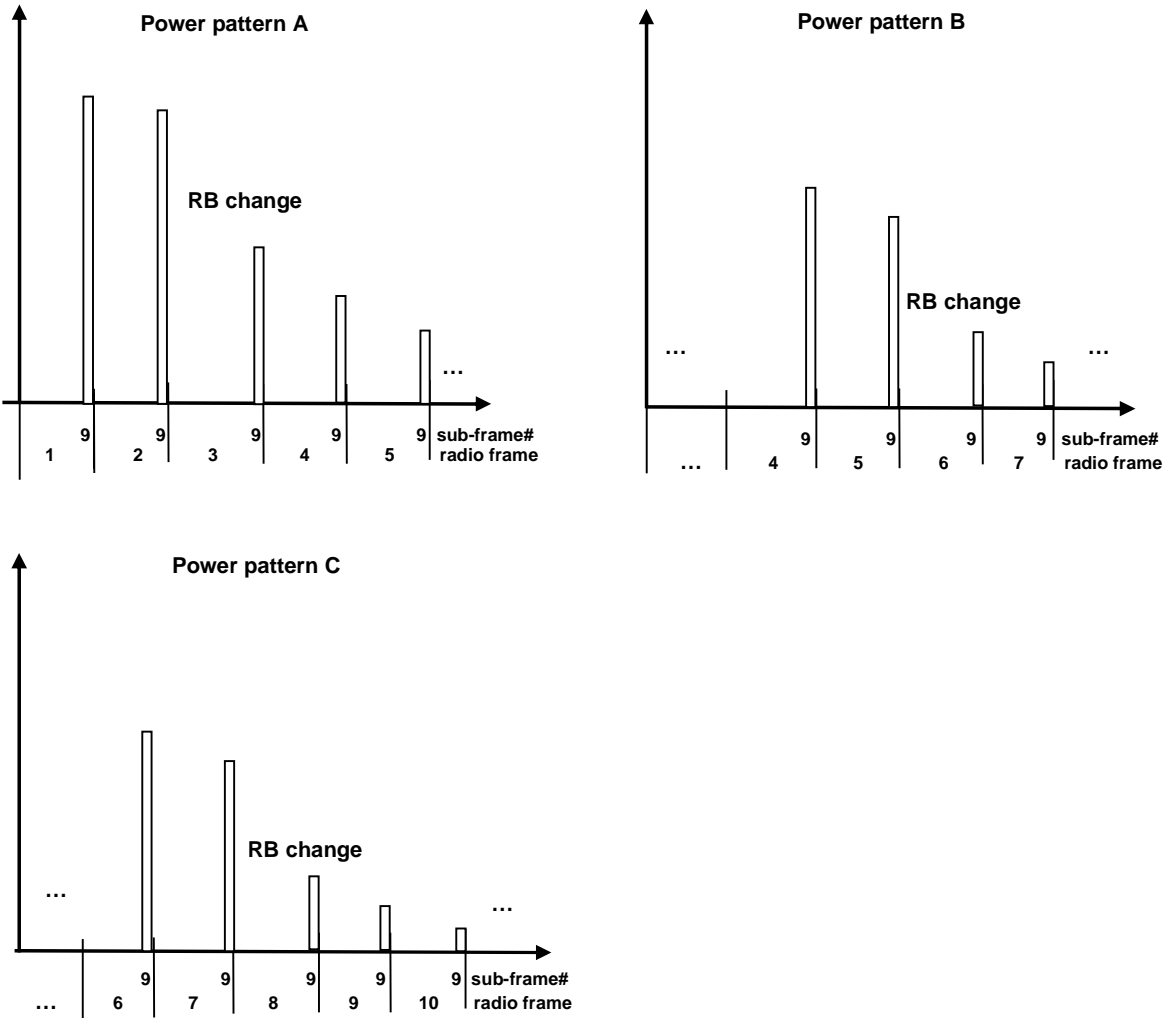 Power pattern A
RB change
...
9 9 9 9 9 sub-frame#
1 2 3 4 5 radio frame
Power pattern B
RB change
... ...
9 9 9 9 sub-frame#
... 4 5 6 7 radio frame
Power pattern C
RB change
... ...
9 9 9 9 9 sub-frame#
... 6 7 8 9 10 radio frame